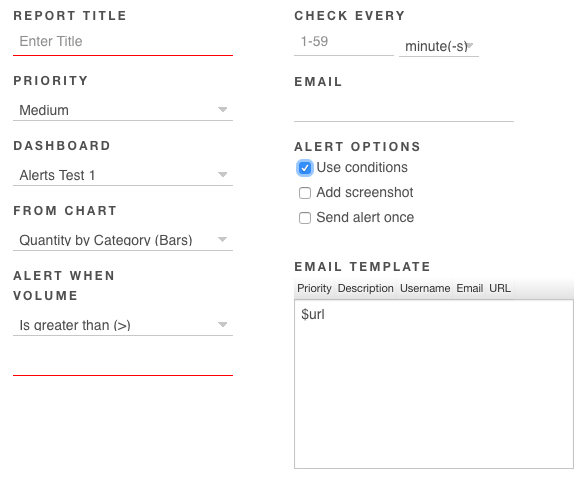 REPORT TITLE
Enter Title
PRIORITY
Medium
DASHBOARD
Alerts Test 1
FROM CHART
Quantity by Category (Bars)
ALERT WHEN
VOLUME
Is greater than (>)
CHECK EVERY
1-59 minute(-s)
EMAIL
ALERT OPTIONS
Use conditions
Add screenshot
Send alert once
EMAIL TEMPLATE
Priority Description Username Email URL
$url